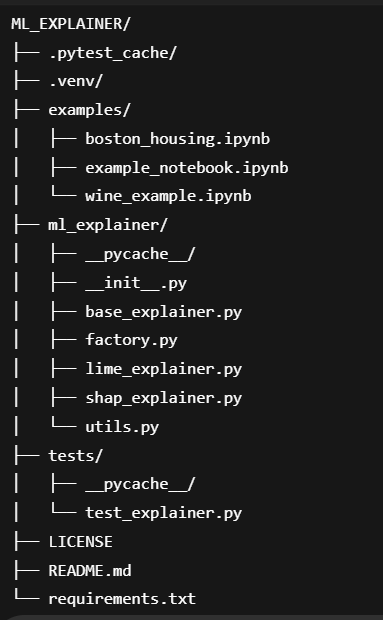 ML_EXPLAINER/
├── .pytest_cache/
├── .venv/
├── examples/
│   ├── boston_housing.ipynb
│   ├── example_notebook.ipynb
│   └── wine_example.ipynb
├── ml_explainer/
│   ├── __pycache__/
│   ├── __init__.py
│   ├── base_explainer.py
│   ├── factory.py
│   ├── lime_explainer.py
│   ├── shap_explainer.py
│   └── utils.py
├── tests/
│   ├── __pycache__/
│   └── test_explainer.py
├── LICENSE
├── README.md
└── requirements.txt